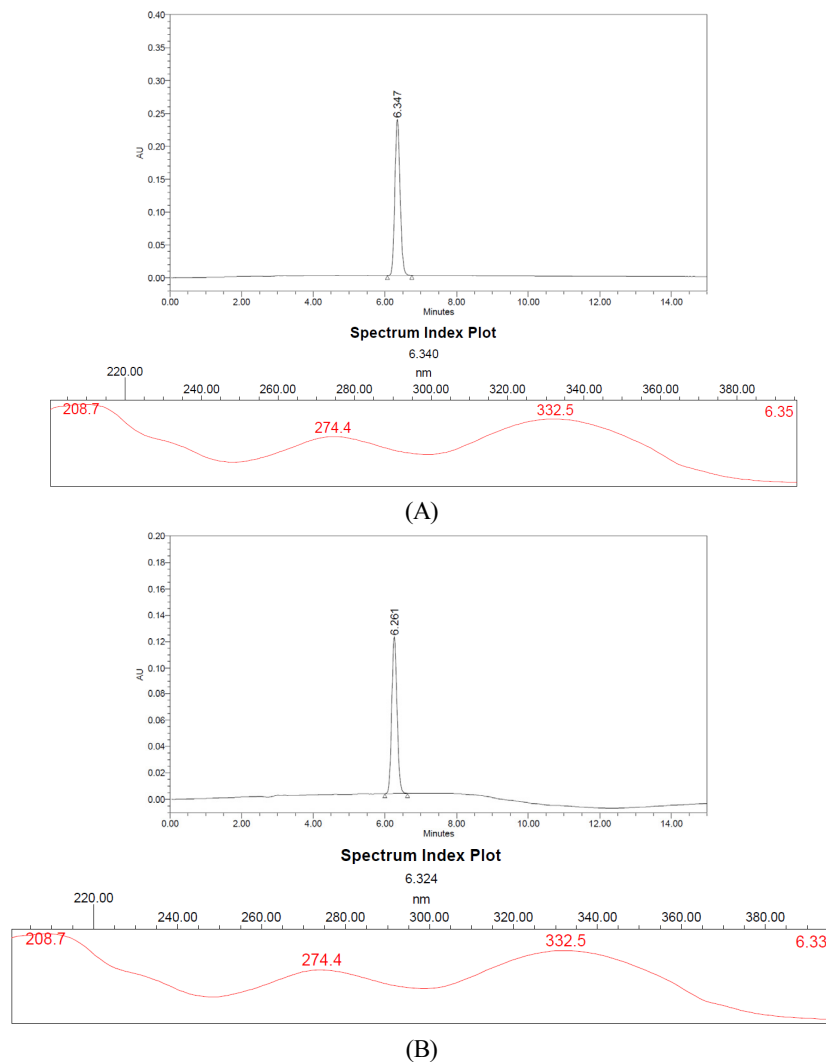 0.40
0.35
0.30
0.25
0.20
0.15
0.10
0.05
0.00
AU
6.347
0.00 2.00 4.00 6.00 8.00 10.00 12.00 14.00
Minutes
Spectrum Index Plot
6.340
nm
220.00 240.00 260.00 280.00 300.00 320.00 340.00 360.00 380.00
208.7 274.4 332.5 6.35
(A)
0.20
0.18
0.16
0.14
0.12
0.10
0.08
0.06
0.04
0.02
0.00
AU
6.261
0.00 2.00 4.00 6.00 8.00 10.00 12.00 14.00
Minutes
Spectrum Index Plot
6.324
nm
220.00 240.00 260.00 280.00 300.00 320.00 340.00 360.00 380.00
208.7 274.4 332.5 6.33
(B)